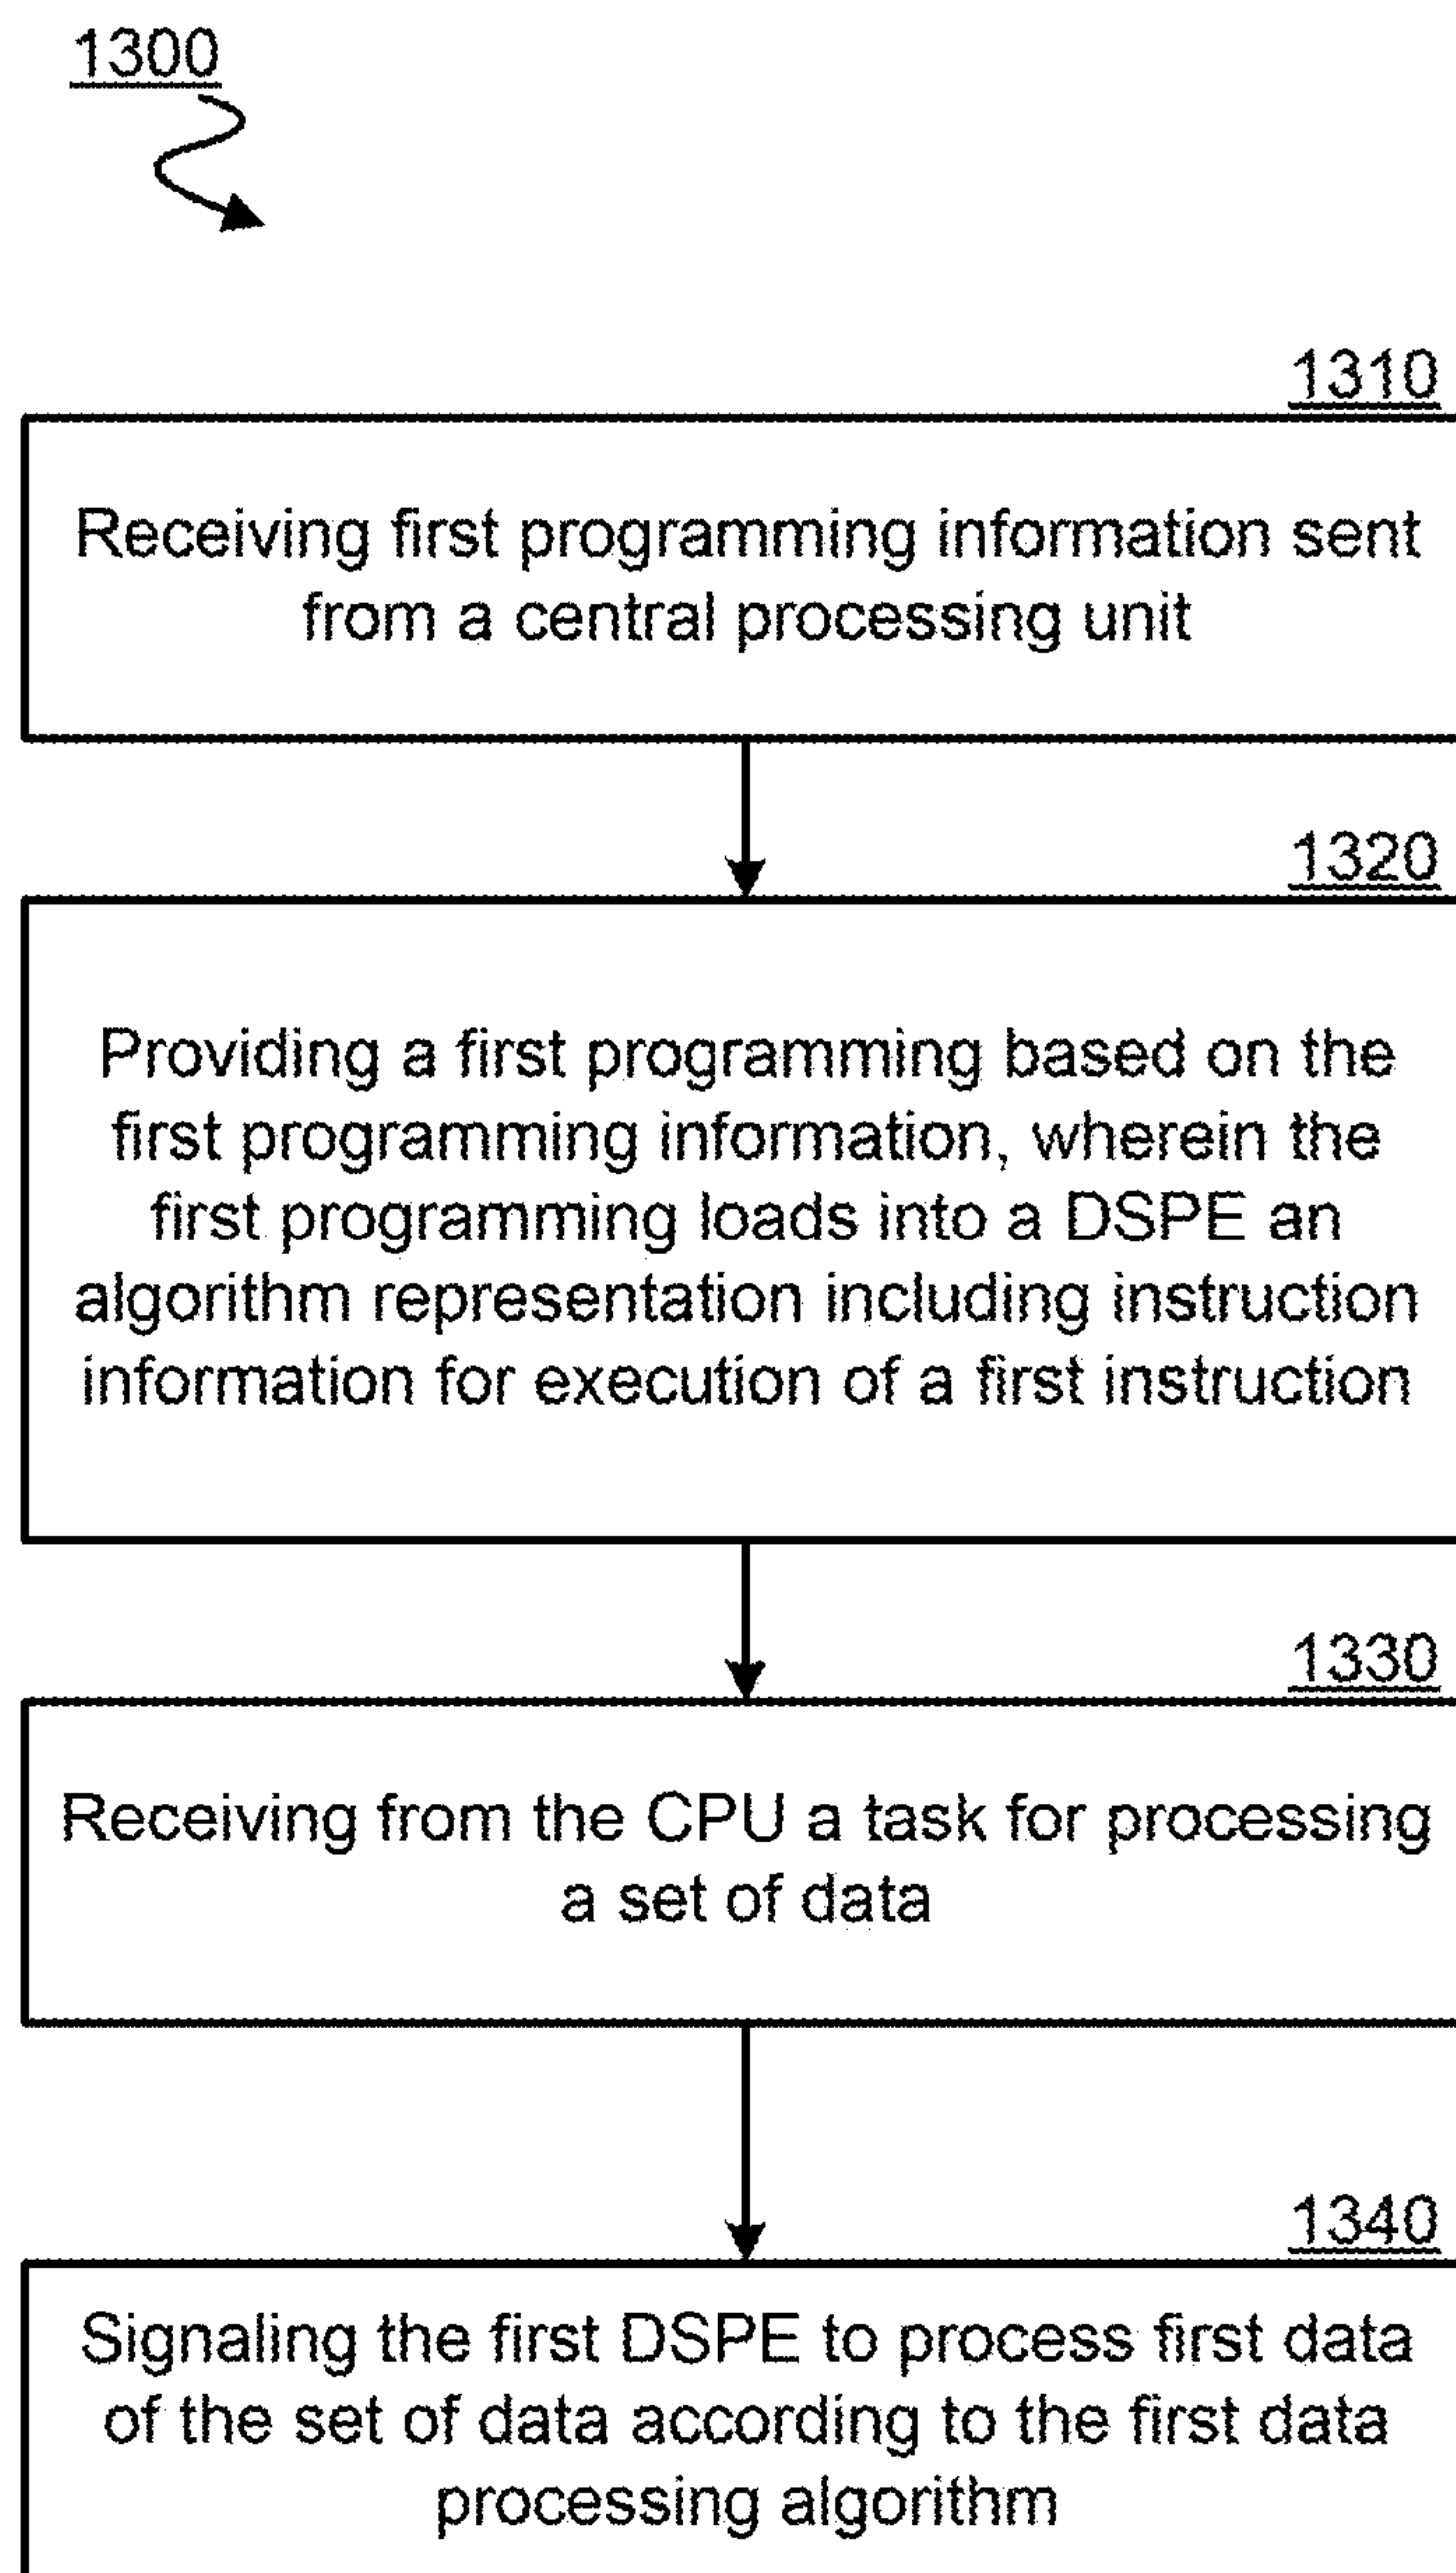 1300
1310
Receiving first programming information sent
from a central processing unit
1320
Providing a first programming based on the
first programming information, wherein the
first programming loads into a DSPE an
algorithm representation including instruction
information for execution of a first instruction
1330
Receiving from the CPU a task for processing
a set of data
1340
Signaling the first DSPE to process first data
of the set of data according to the first data
processing algorithm